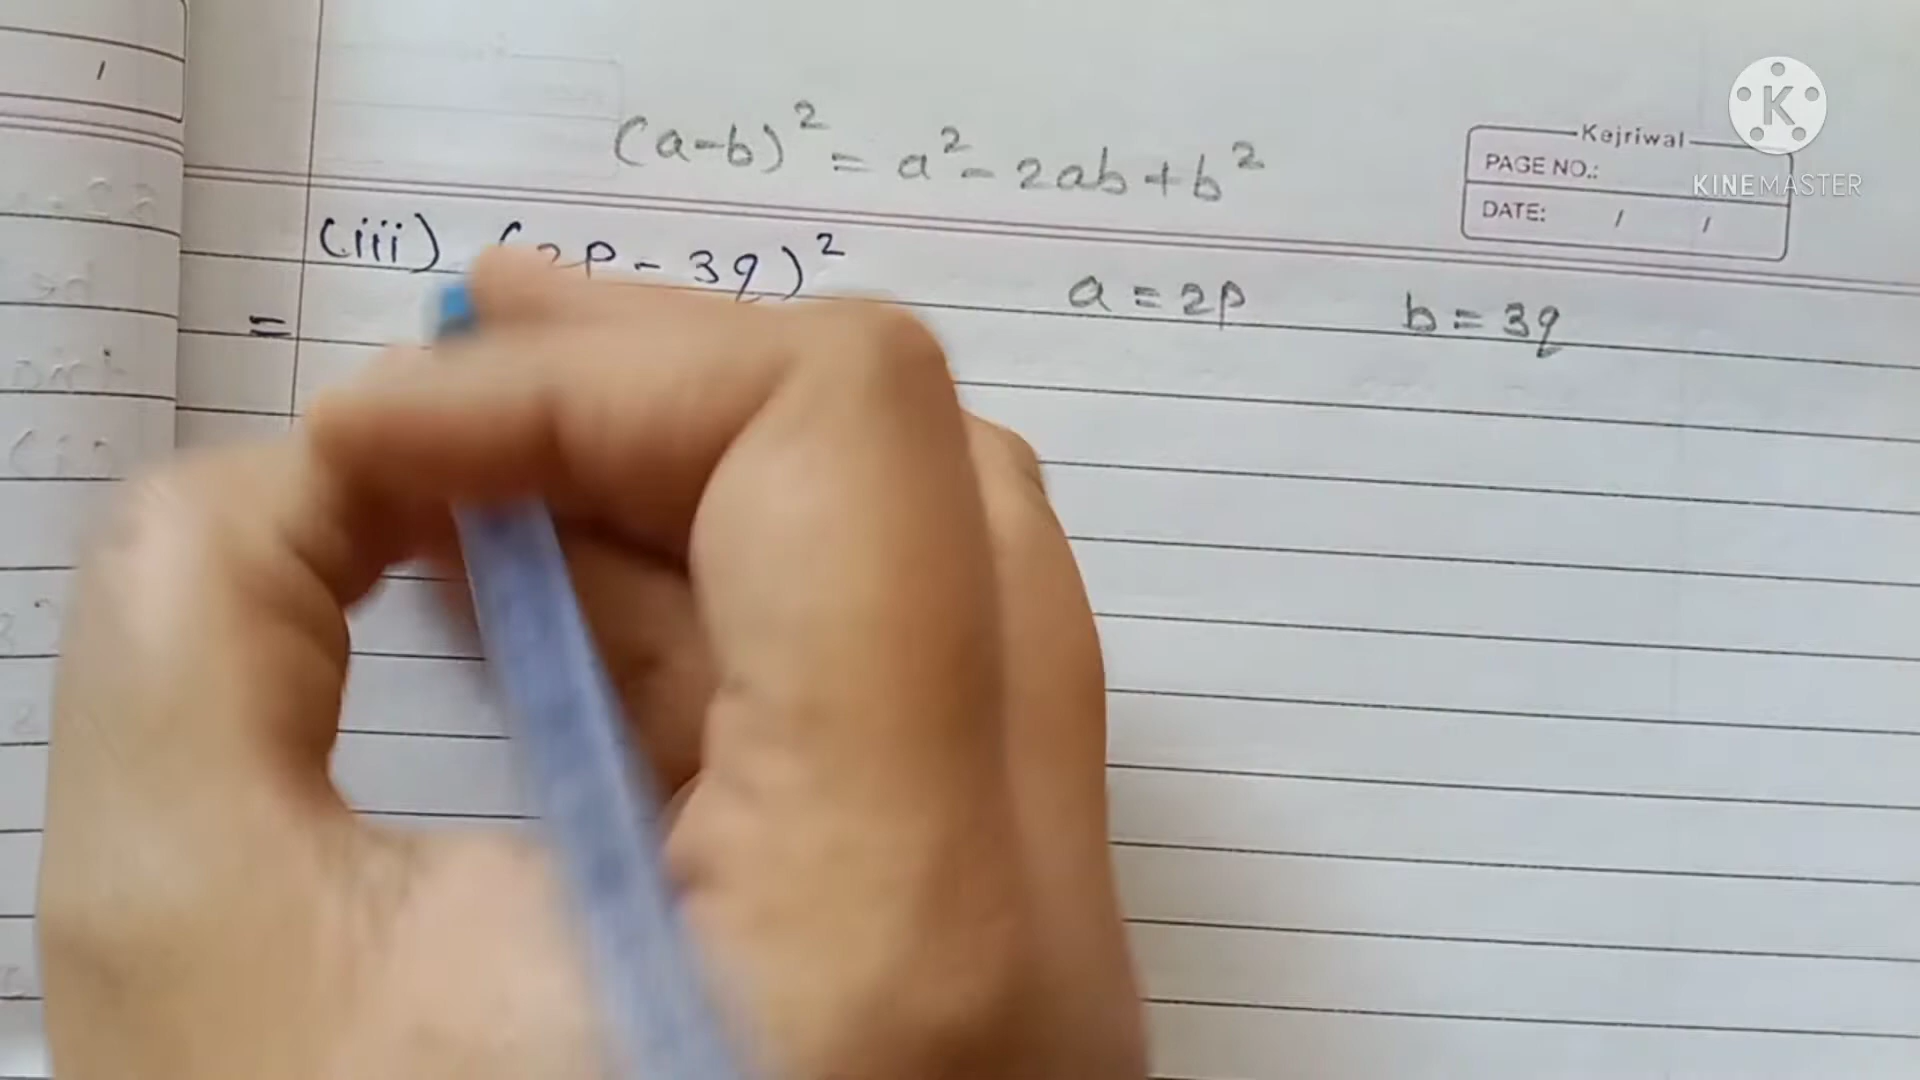 (a-b)² = a² - 2ab + b²
Kejriwal
PAGE NO.:
DATE: / /
KINEMASTER
(iii) (2p - 3q)²
a = 2p b = 3q
=